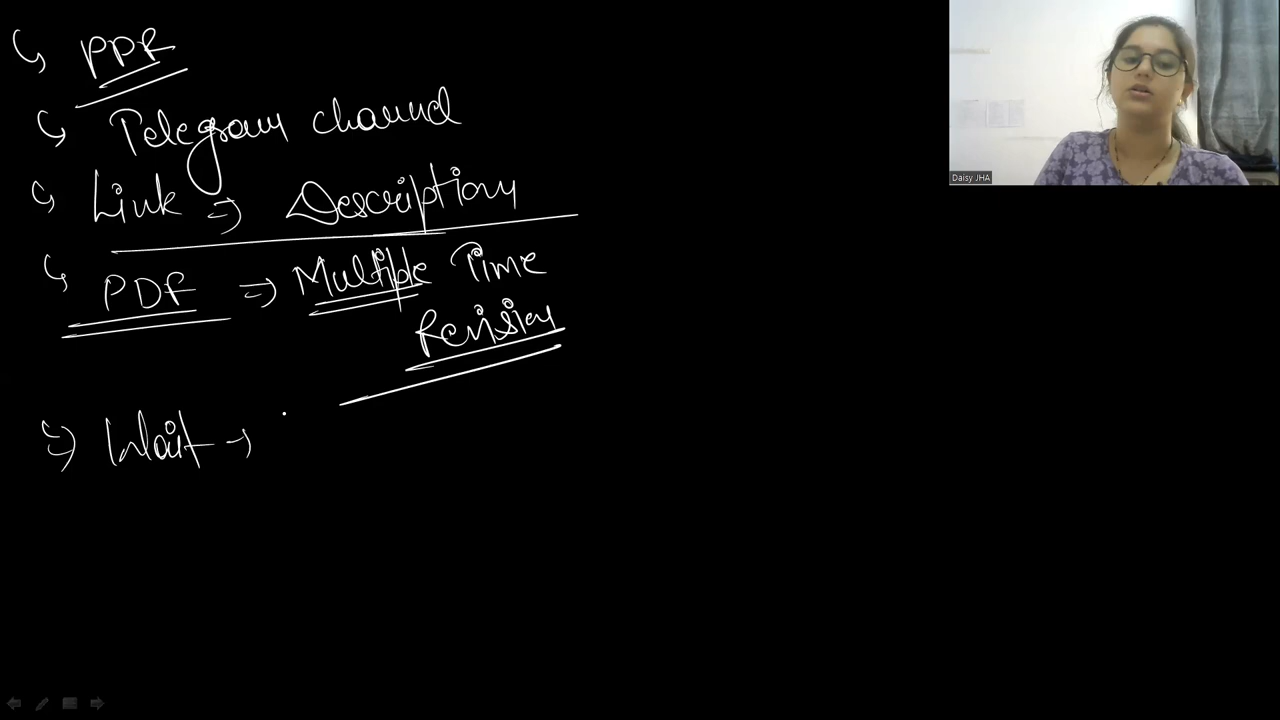 PPR
Telegram channel
Link => Description
PDF => Multiple Time
Revision
=> Wait →
Daisy JHA